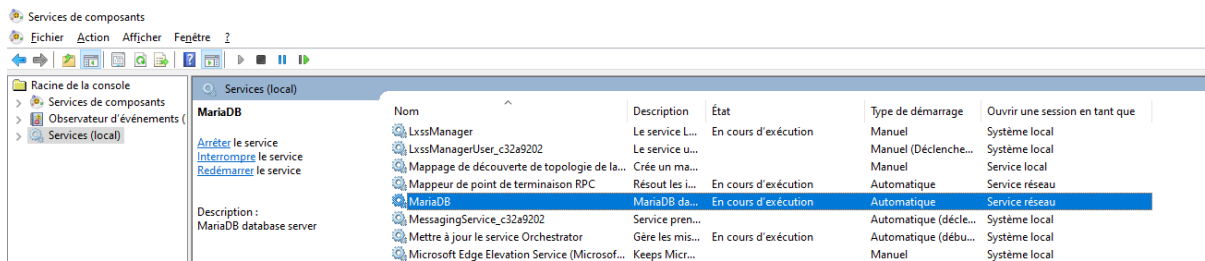 Services de composants
Fichier Action Afficher Fenêtre ?
Racine de la console
Services de composants
Observateur d'événements (
Services (local)
Services (local)
MariaDB
Arrêter le service
Interrompre le service
Redémarrer le service
Description :
MariaDB database server
Nom Description État Type de démarrage Ouvrir une session en tant que
LxssManager Le service L... En cours d'exécution Manuel Système local
LxssManagerUser_c32a9202 Le service u... Manuel (Déclenche... Système local
Mappage de découverte de topologie de la... Crée un ma... Manuel Service local
Mappeur de point de terminaison RPC Résout les i... En cours d'exécution Automatique Service réseau
MariaDB MariaDB da... En cours d'exécution Automatique Service réseau
MessagingService_c32a9202 Service pren... Automatique (décle... Système local
Mettre à jour le service Orchestrator Gère les mis... En cours d'exécution Automatique (débu... Système local
Microsoft Edge Elevation Service (Microsof... Keeps Micr... Manuel Système local